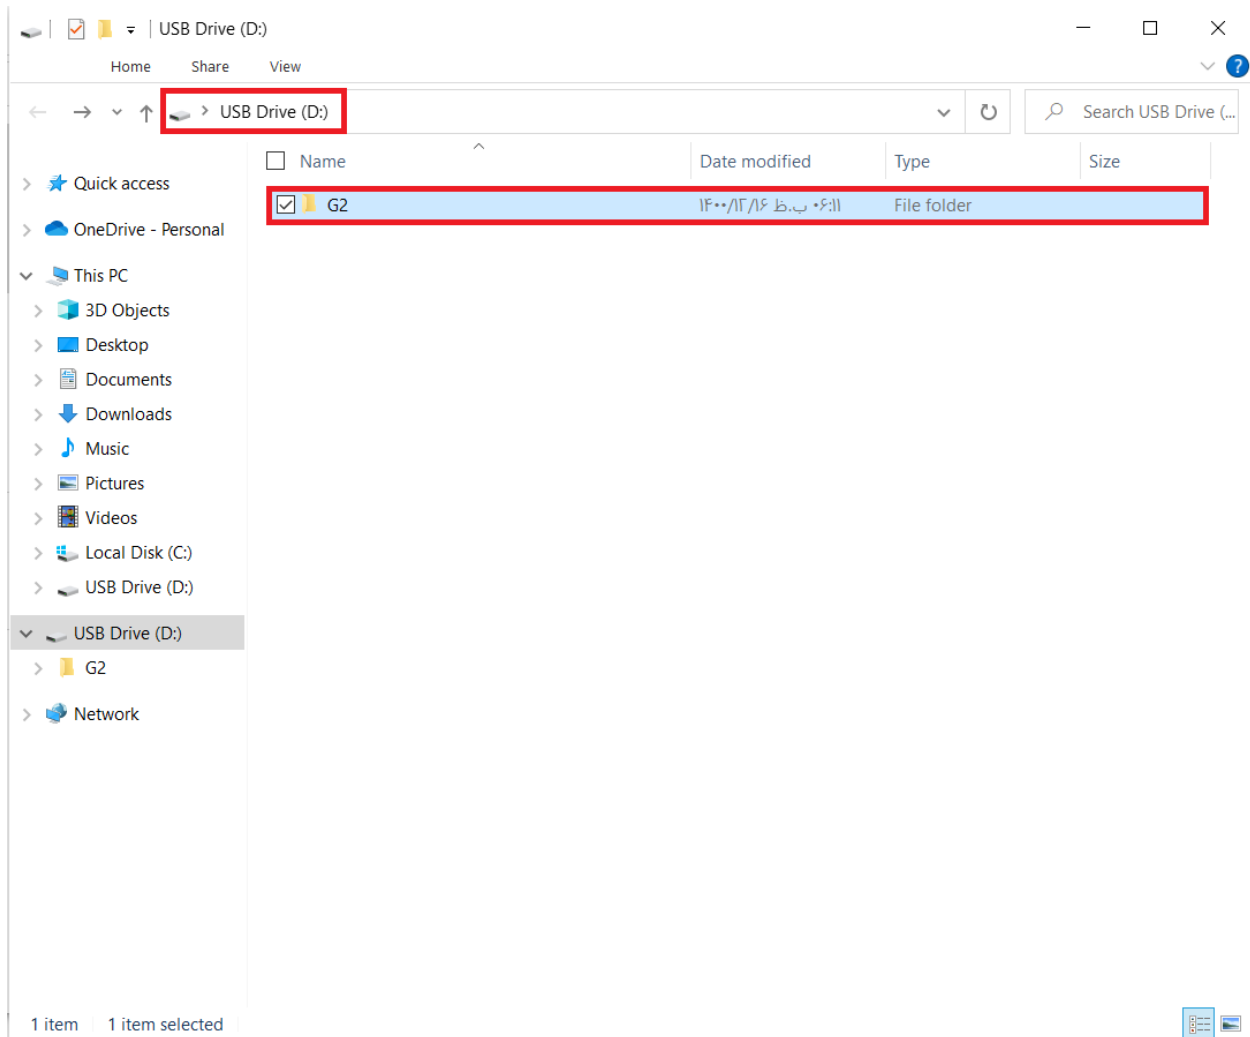 USB Drive (D:)
Home Share View
USB Drive (D:)
Search USB Drive (...
Name Date modified Type Size
G2 ۱۴۰۰/۱۲/۱۶ ب.ظ ۰۶:۱۱ File folder
Quick access
OneDrive - Personal
This PC
3D Objects
Desktop
Documents
Downloads
Music
Pictures
Videos
Local Disk (C:)
USB Drive (D:)
USB Drive (D:)
G2
Network
1 item 1 item selected